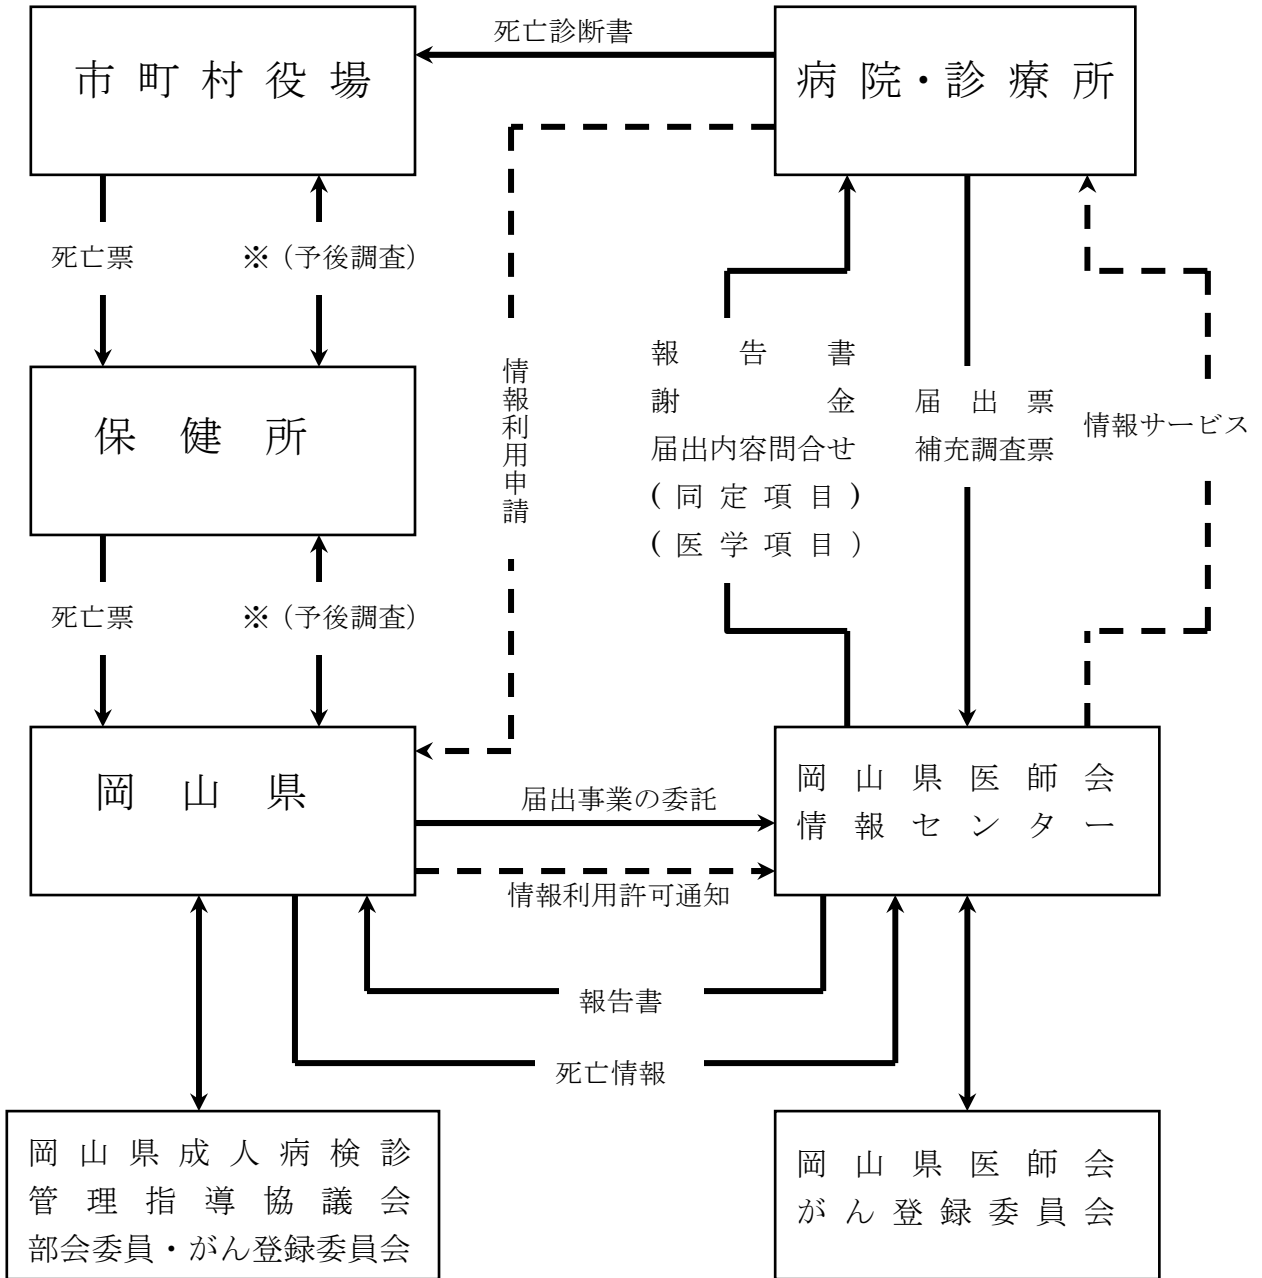 死亡診断書
市町村役場
病院・診療所
死亡票
※（予後調査）
保健所
情報利用申請
報告書
謝金
届出内容問合せ
(同定項目)
(医学項目)
届出票
補充調査票
情報サービス
死亡票
※（予後調査）
岡山県
届出事業の委託
情報利用許可通知
岡山県医師会
情報センター
報告書
死亡情報
岡山県成人病検診
管理指導協議会
部会委員・がん登録委員会
岡山県医師会
がん登録委員会